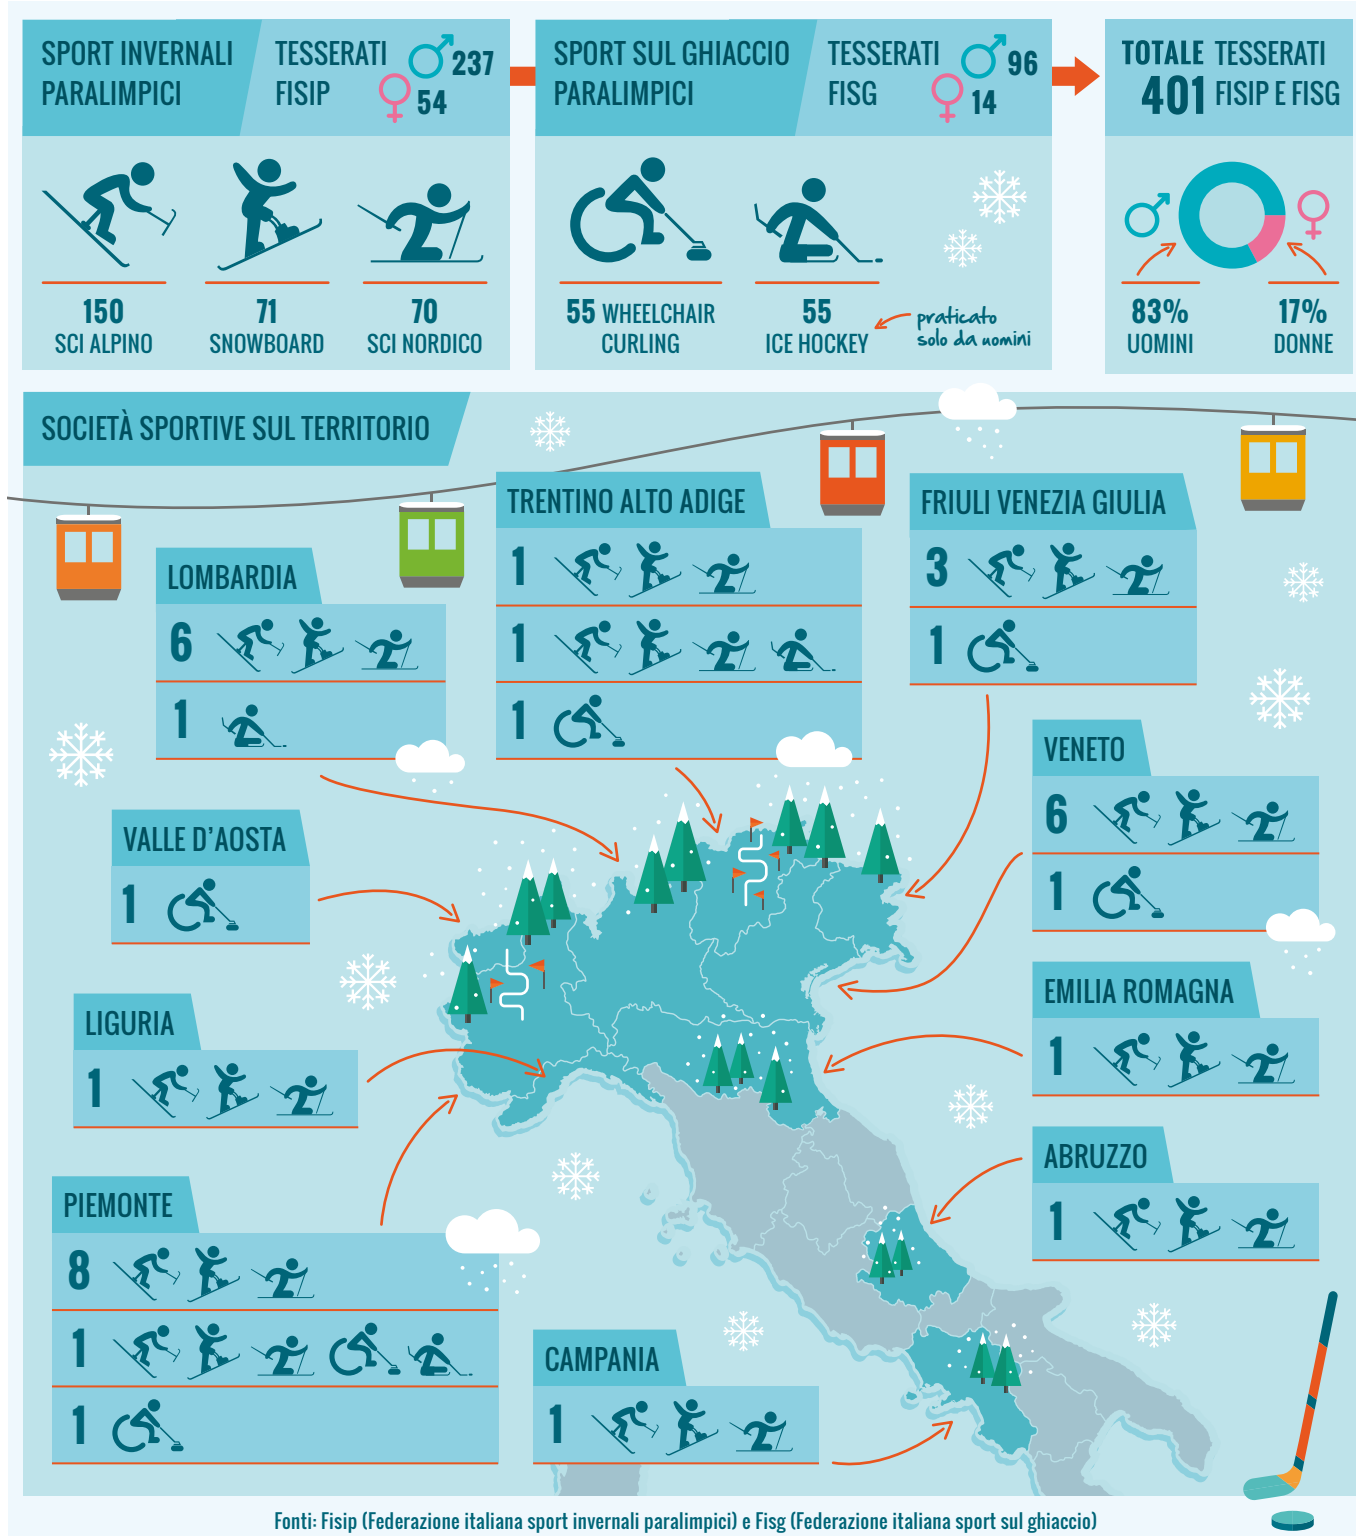 SPORT INVERNALI
PARALIMPICI
TESSERATI
FISIP
237
54
SPORT SUL GHIACCIO
PARALIMPICI
TESSERATI
FISG
96
14
TOTALE TESSERATI
401 FISIP E FISG
150
SCI ALPINO
71
SNOWBOARD
70
SCI NORDICO
55 WHEELCHAIR
CURLING
55
ICE HOCKEY
praticato
solo da uomini
83%
UOMINI
17%
DONNE
SOCIETÀ SPORTIVE SUL TERRITORIO
LOMBARDIA
6
1
TRENTINO ALTO ADIGE
1
1
1
FRIULI VENEZIA GIULIA
3
1
VENETO
6
1
VALLE D'AOSTA
1
EMILIA ROMAGNA
1
LIGURIA
1
ABRUZZO
1
PIEMONTE
8
1
1
CAMPANIA
1
Fonti: Fisip (Federazione italiana sport invernali paralimpici) e Fisg (Federazione italiana sport sul ghiaccio)